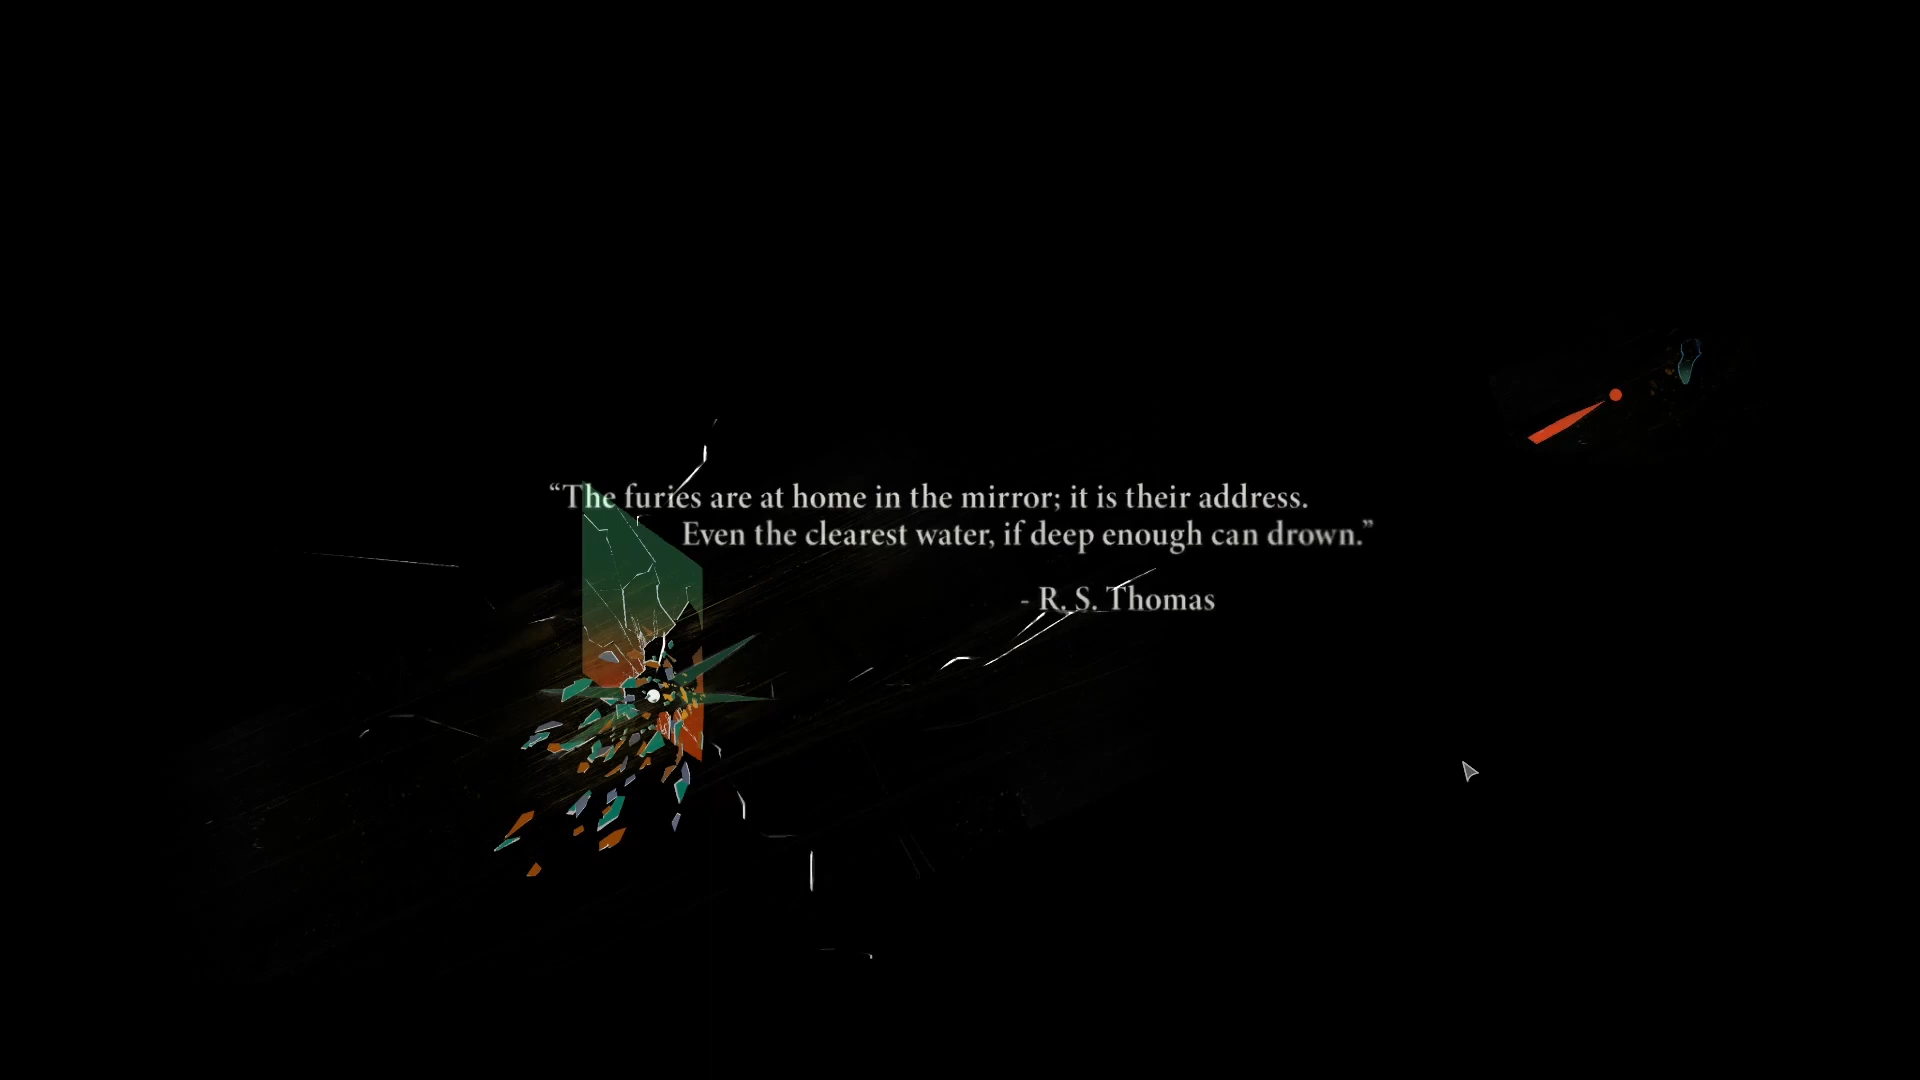 “The furies are at home in the mirror; it is their address.
Even the clearest water, if deep enough can drown.”
- R. S. Thomas